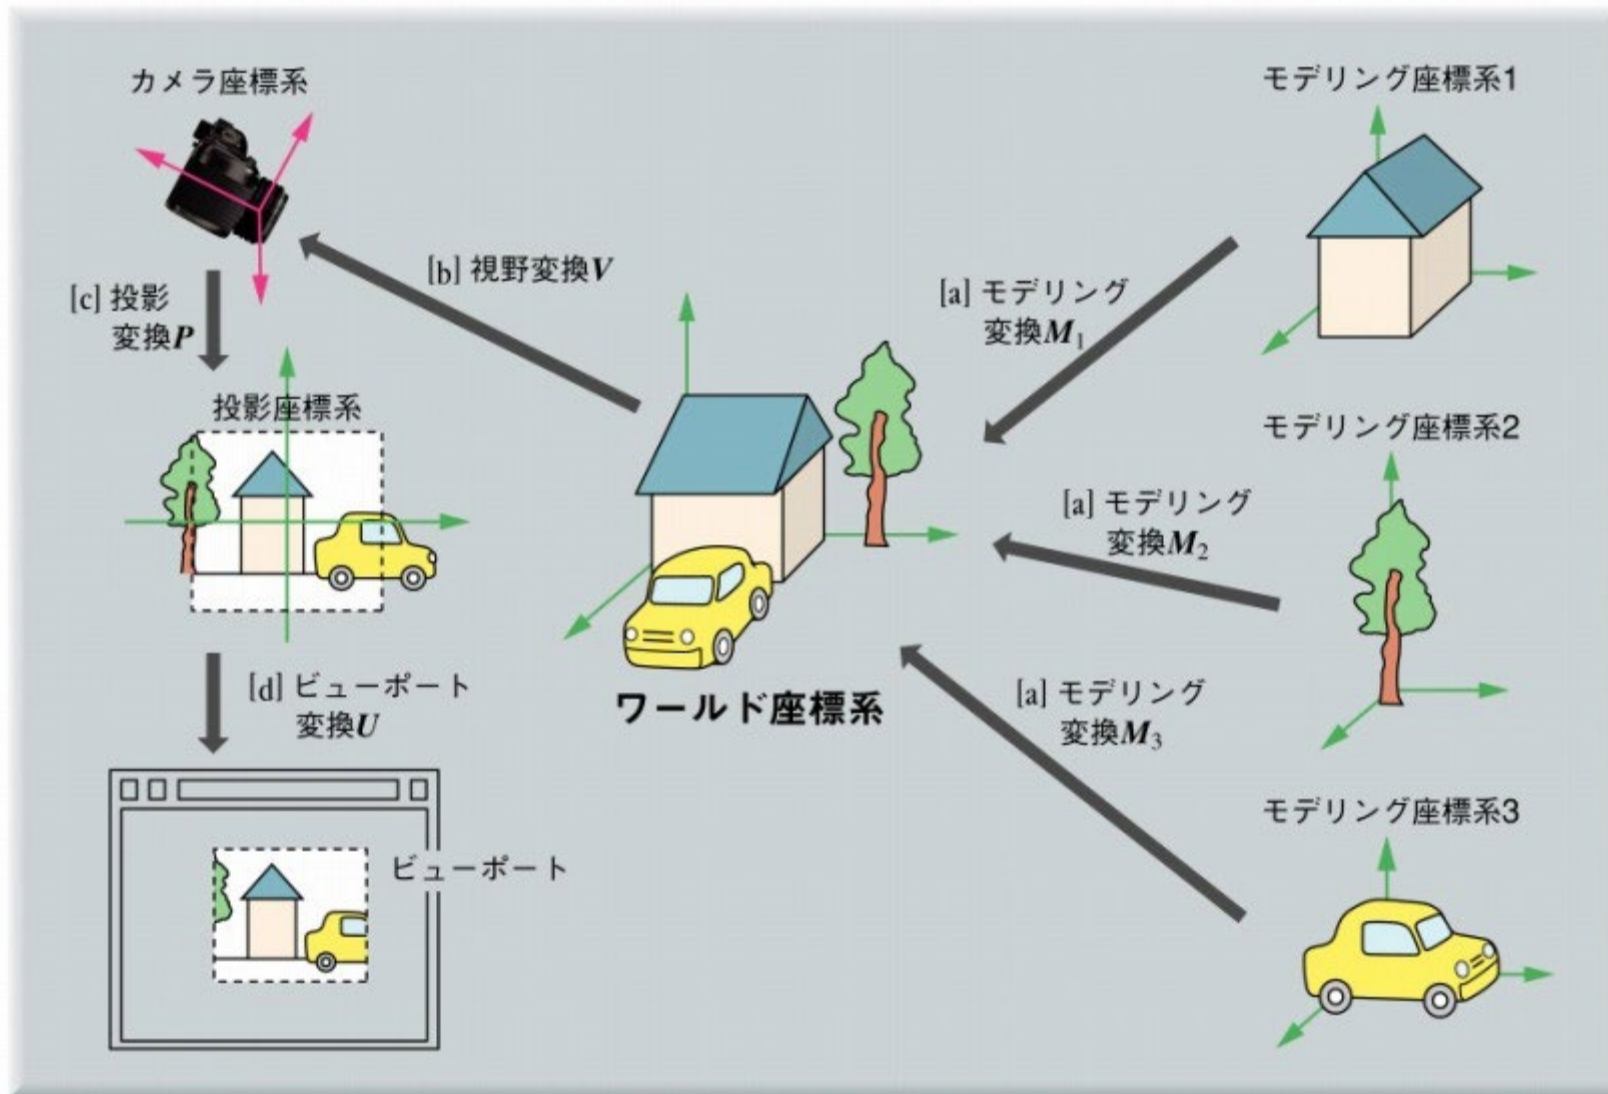 カメラ座標系
モデリング座標系1
[b] 視野変換V
[a] モデリング
変換M1
[c] 投影
変換P
投影座標系
モデリング座標系2
[a] モデリング
変換M2
[d] ビューポート
変換U
ワールド座標系
[a] モデリング
変換M3
モデリング座標系3
ビューポート